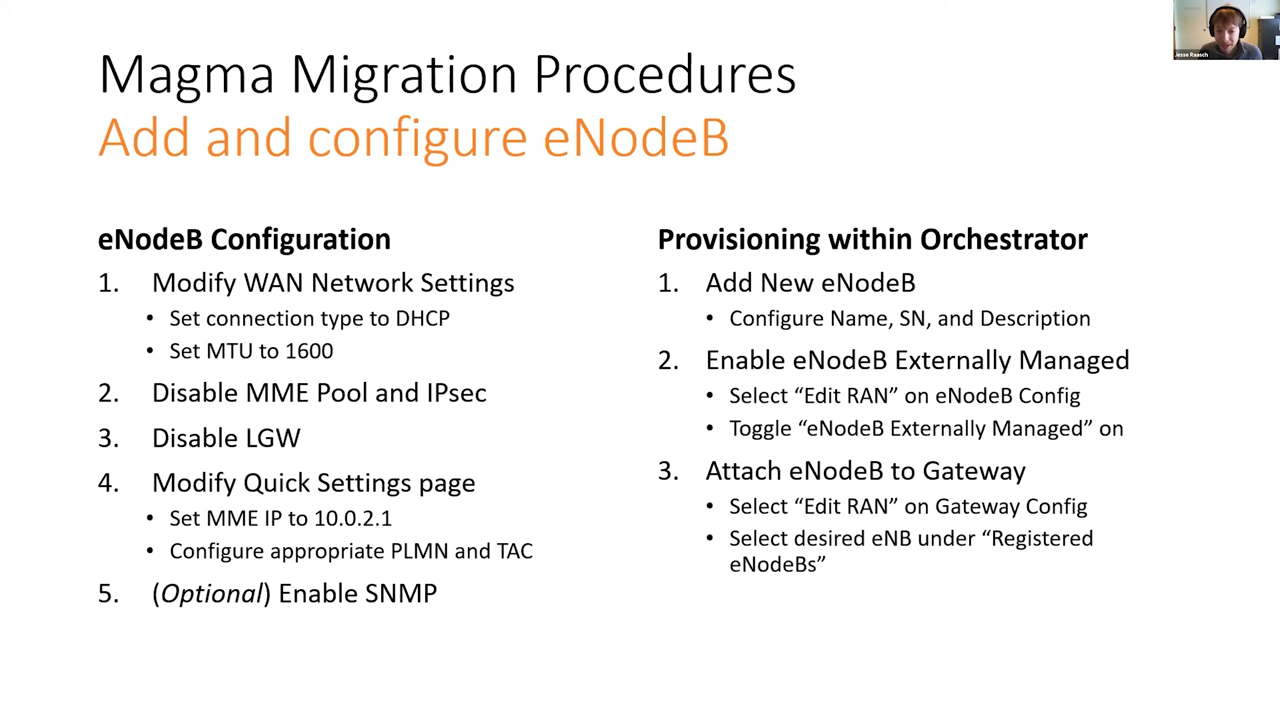 Magma Migration Procedures
Add and configure eNodeB
eNodeB Configuration
1. Modify WAN Network Settings
• Set connection type to DHCP
• Set MTU to 1600
2. Disable MME Pool and IPsec
3. Disable LGW
4. Modify Quick Settings page
• Set MME IP to 10.0.2.1
• Configure appropriate PLMN and TAC
5. (Optional) Enable SNMP
Provisioning within Orchestrator
1. Add New eNodeB
• Configure Name, SN, and Description
2. Enable eNodeB Externally Managed
• Select “Edit RAN” on eNodeB Config
• Toggle “eNodeB Externally Managed” on
3. Attach eNodeB to Gateway
• Select “Edit RAN” on Gateway Config
• Select desired eNB under “Registered
eNodeBs”
Jesse Raasch